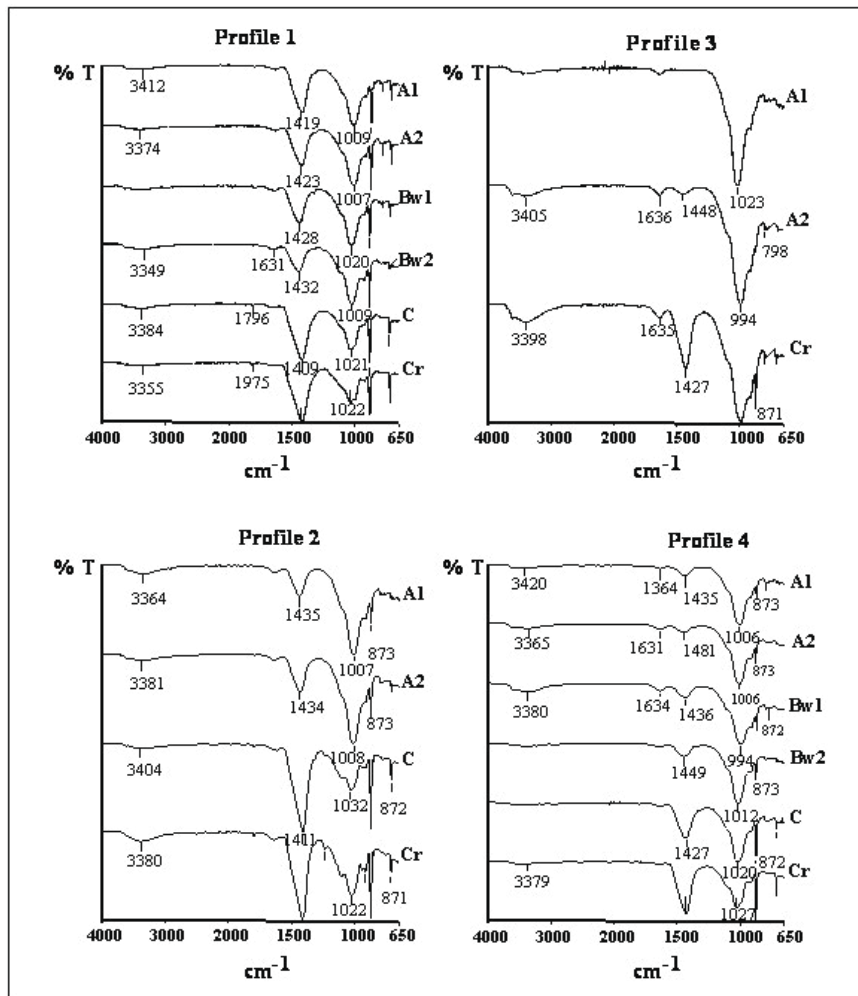 Profile 1
% T
3412
A1
1419
1009
3374
A2
1423
1007
Bw1
1428
1020
3349
1631
1432
Bw2
1009
3384
1796
C
1409
1021
3355
1975
Cr
1022
4000 3000 2000 1500 1000 650
cm-1
Profile 3
% T
A1
1023
3405
1636
1448
A2
798
994
3398
1635
1427
Cr
871
4000 3000 2000 1500 1000 650
cm-1
Profile 2
% T
3364
A1
1435
1007
873
3381
A2
1434
1008
873
3404
C
1411
1032
872
3380
Cr
1022
871
4000 3000 2000 1500 1000 650
cm-1
Profile 4
% T
3420
1364
1435
A1
873
1006
3365
1631
1481
A2
873
1006
3380
1634
1436
Bw1
872
994
1449
Bw2
873
1012
C
1427
1020
872
3379
Cr
1027
4000 3000 2000 1500 1000 650
cm-1